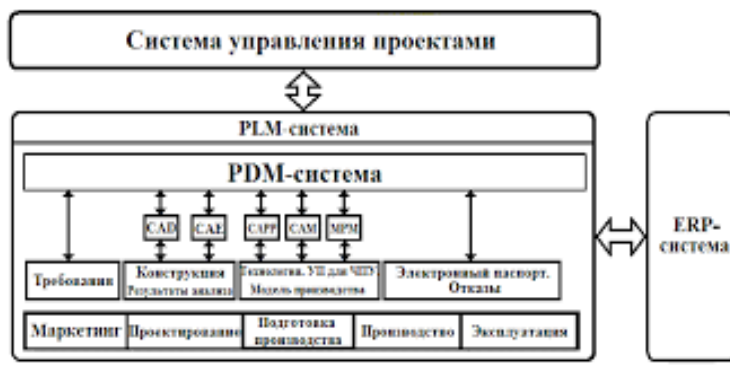 Система управления проектами
PLM-система
PDM-система
CAD
CAE
CAPP
CAM
MPM
ERP-
система
Требования
Конструкция
Результаты анализа
Технологии. УП для ЧПУ.
Модель производства
Электронный паспорт.
Отказы
Маркетинг
Проектирование
Подготовка
производства
Производство
Эксплуатация